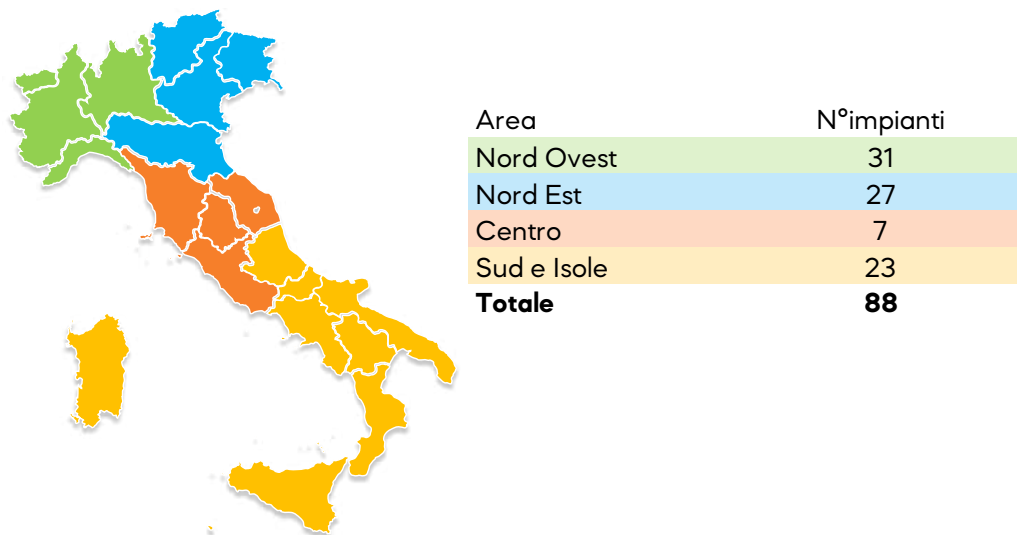 Area N°impianti
Nord Ovest 31
Nord Est 27
Centro 7
Sud e Isole 23
Totale 88